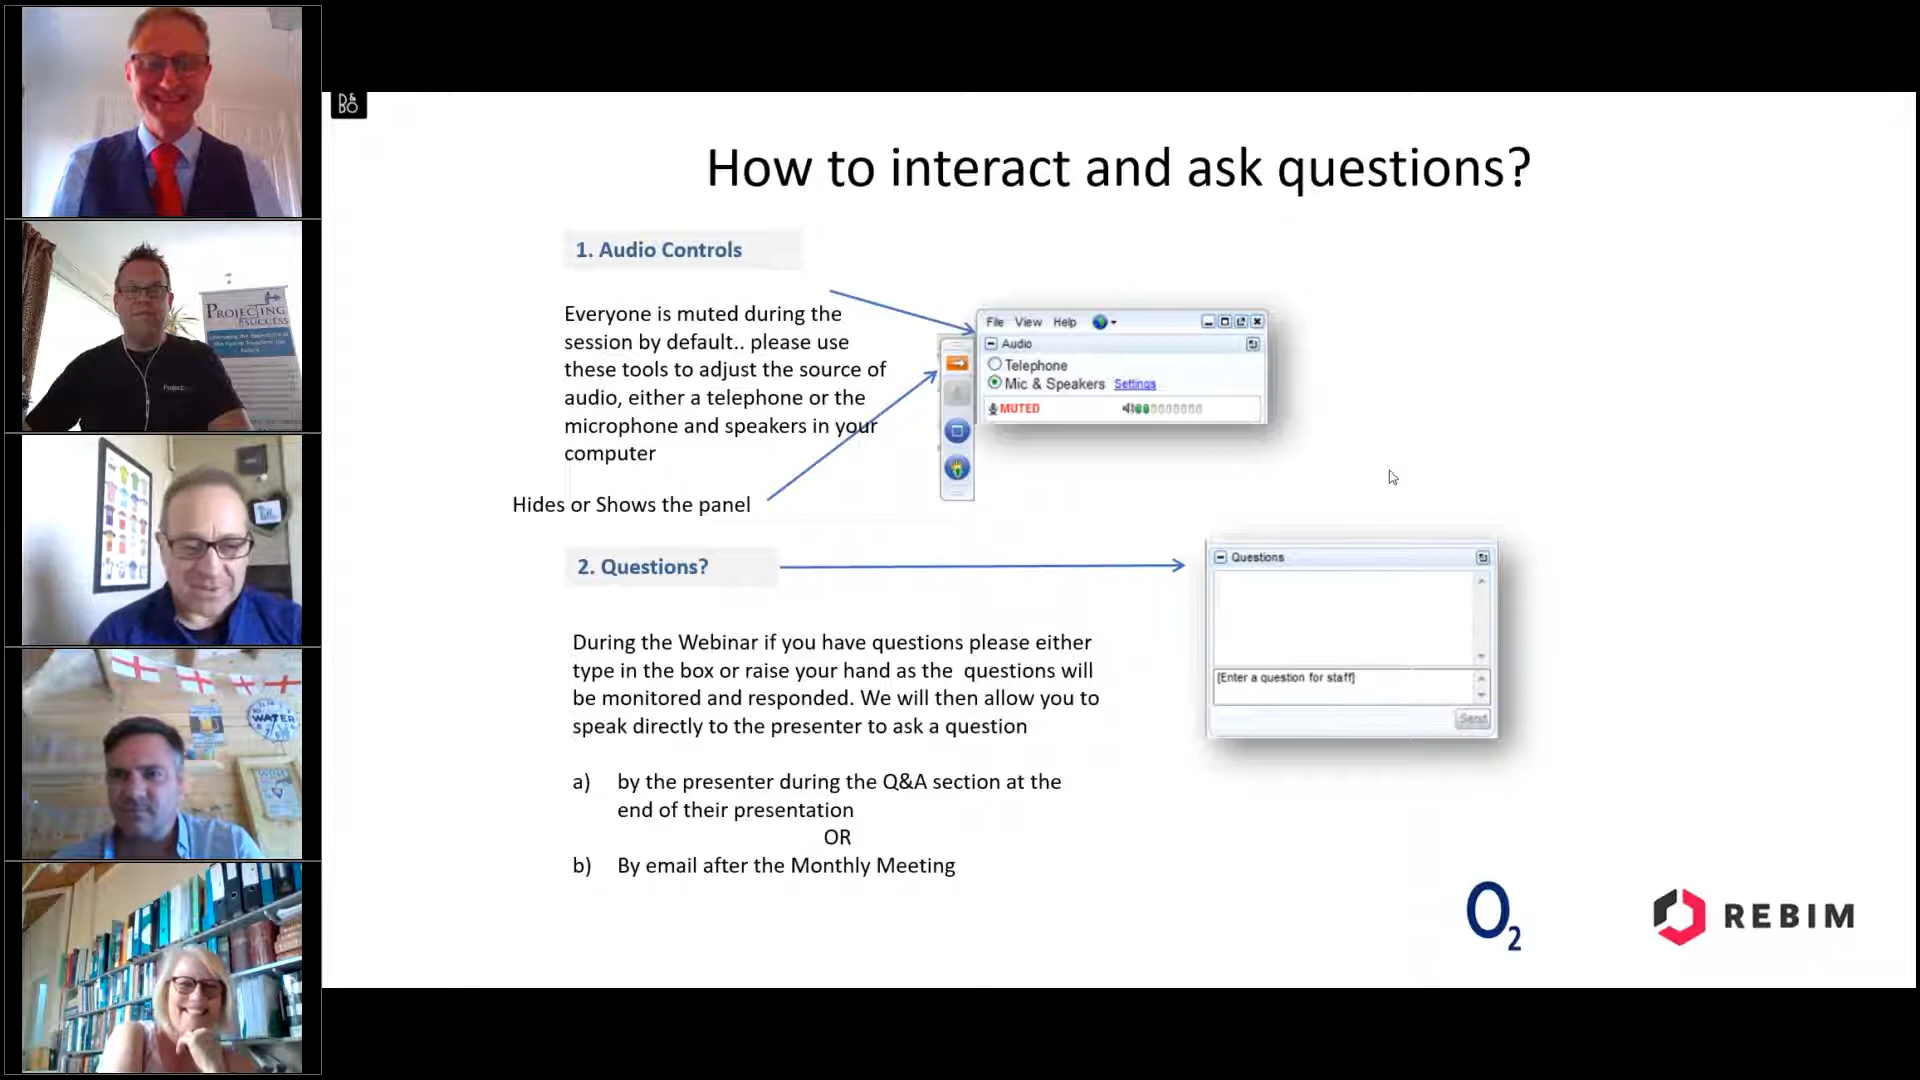 D&
BO
How to interact and ask questions?
1. Audio Controls
Everyone is muted during the
session by default.. please use
these tools to adjust the source of
audio, either a telephone or the
microphone and speakers in your
computer
Hides or Shows the panel
File View Help
Audio
Telephone
Mic & Speakers Settings
MUTED
2. Questions?
During the Webinar if you have questions please either
type in the box or raise your hand as the questions will
be monitored and responded. We will then allow you to
speak directly to the presenter to ask a question
a) by the presenter during the Q&A section at the
end of their presentation
OR
b) By email after the Monthly Meeting
Questions
[Enter a question for staff]
Send
O2
REBIM
PROJECTING
SUCCESS
WATER